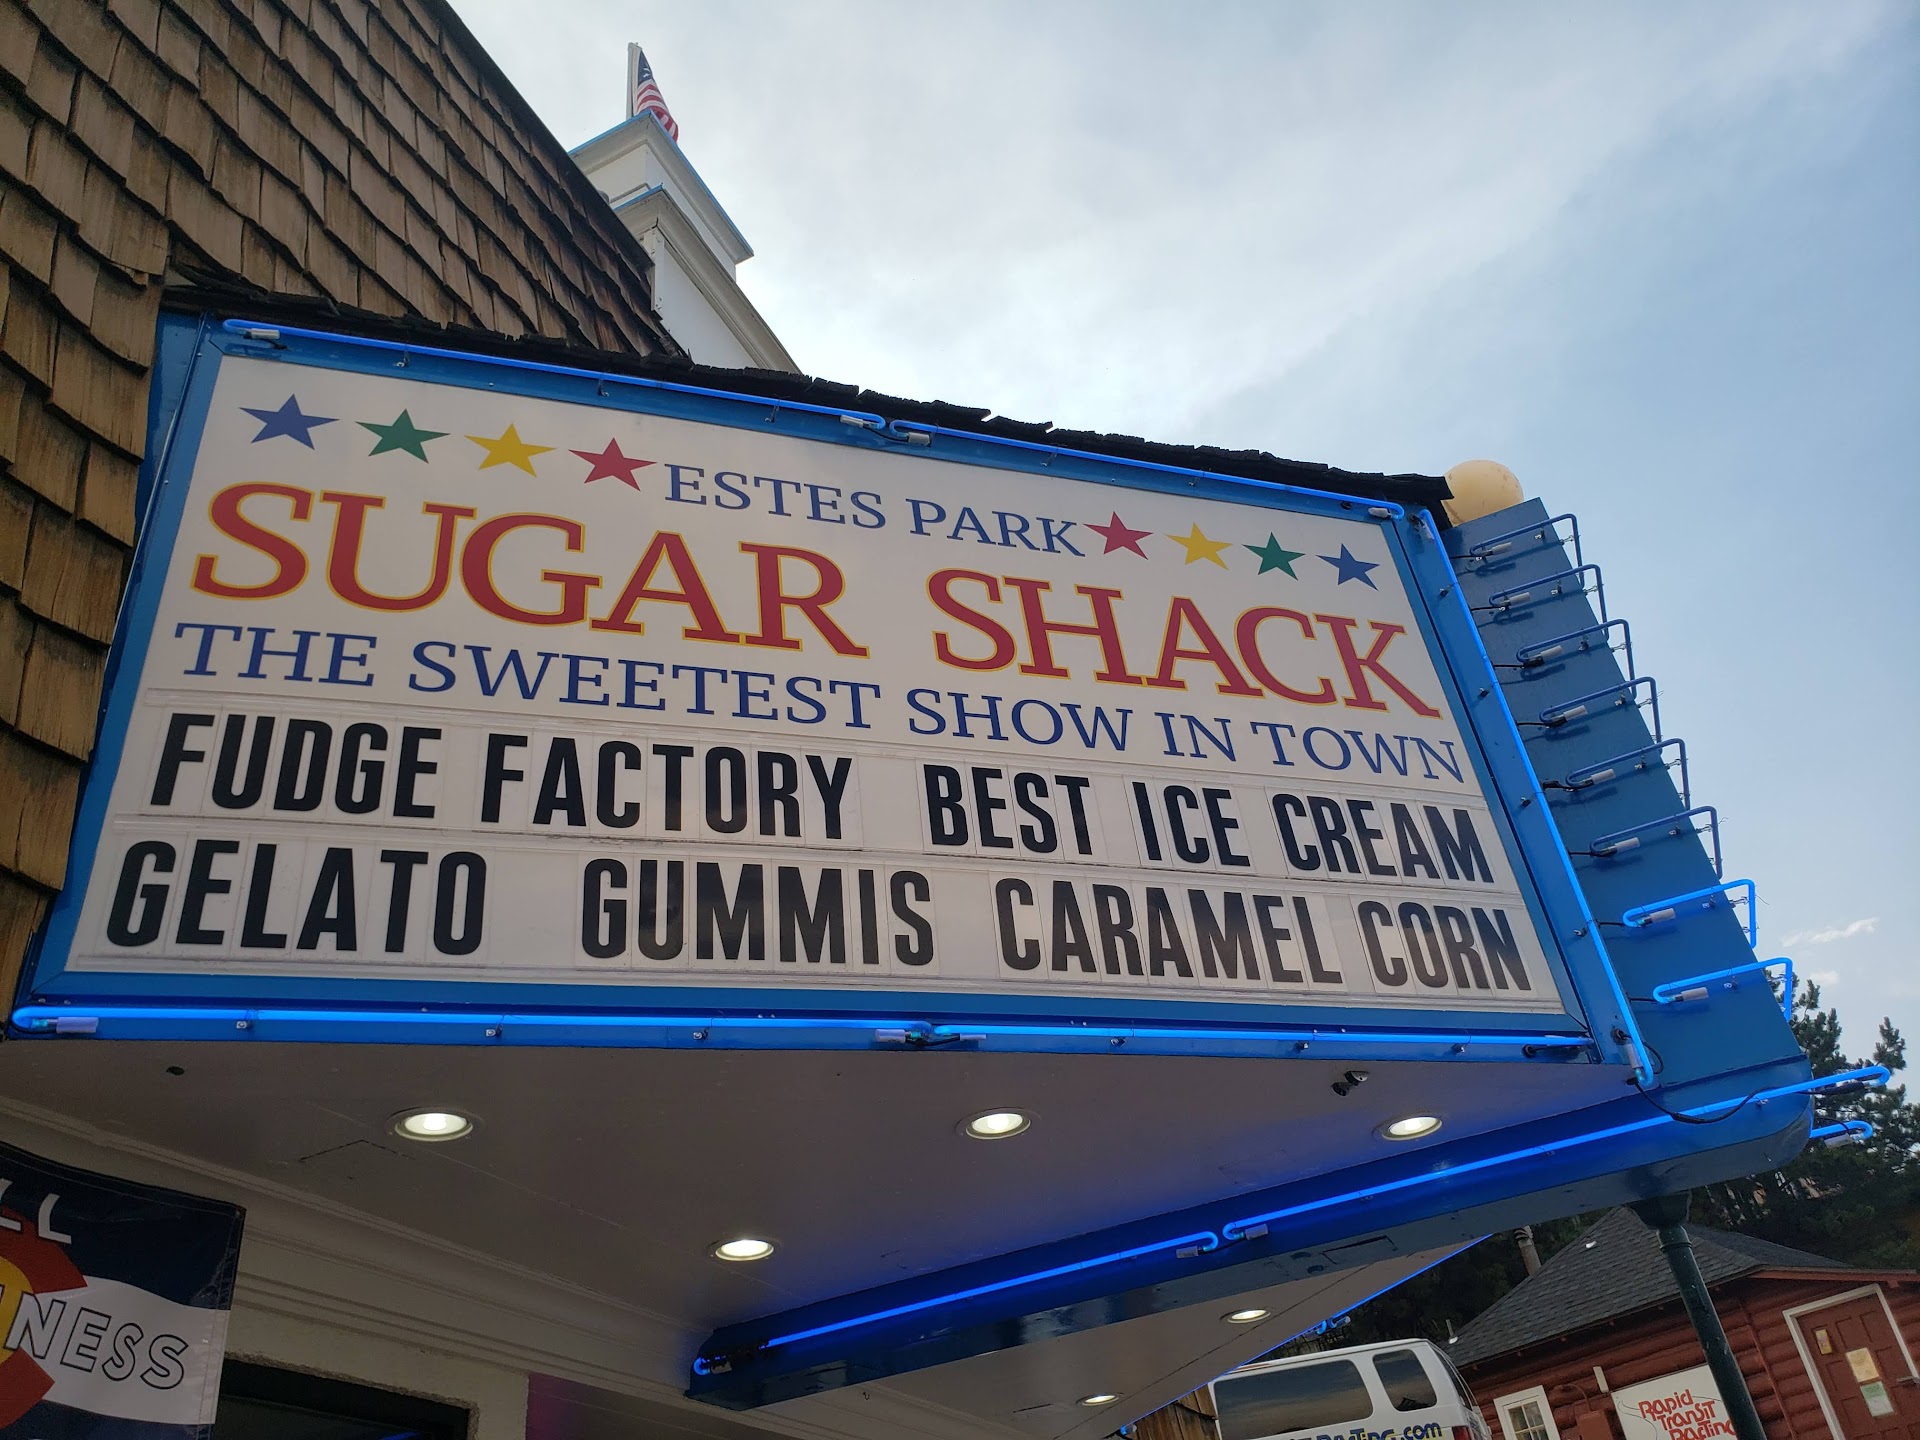 ESTES PARK
SUGAR SHACK
THE SWEETEST SHOW IN TOWN
FUDGE FACTORY BEST ICE CREAM
GELATO GUMMIS CARAMEL CORN
NESS
Rapid
Transit
Rafting
.com